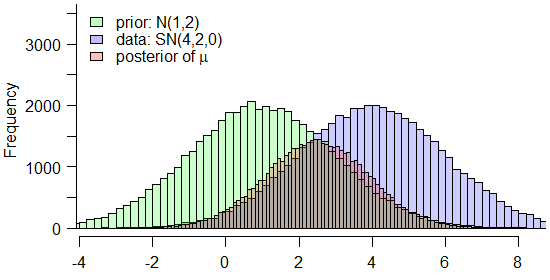 prior: N(1,2)
data: SN(4,2,0)
posterior of μ
Frequency
3000
2000
1000
0
-4 -2 0 2 4 6 8